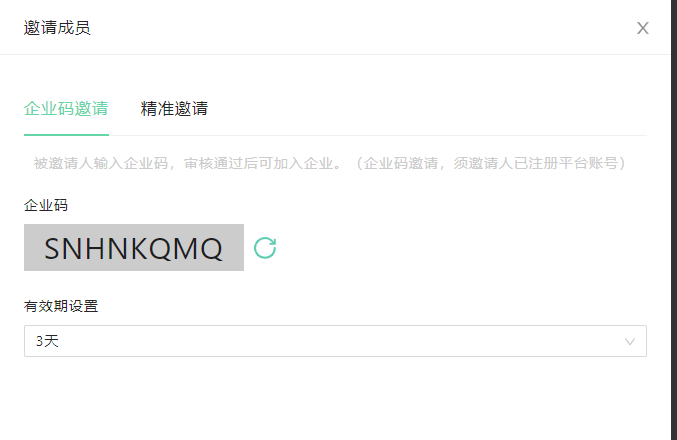 邀请成员
企业码邀请 精准邀请
被邀请人输入企业码，审核通过后可加入企业。（企业码邀请，须邀请人已注册平台账号）
企业码
SNHNKQMQ
有效期设置
3天